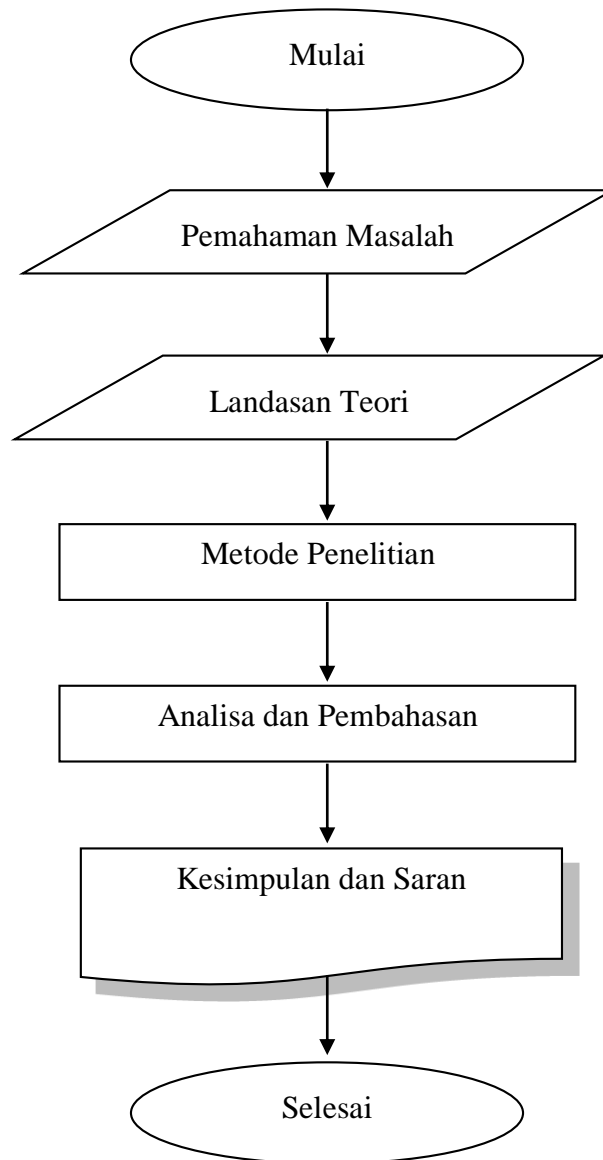 Mulai
Pemahaman Masalah
Landasan Teori
Metode Penelitian
Analisa dan Pembahasan
Kesimpulan dan Saran
Selesai